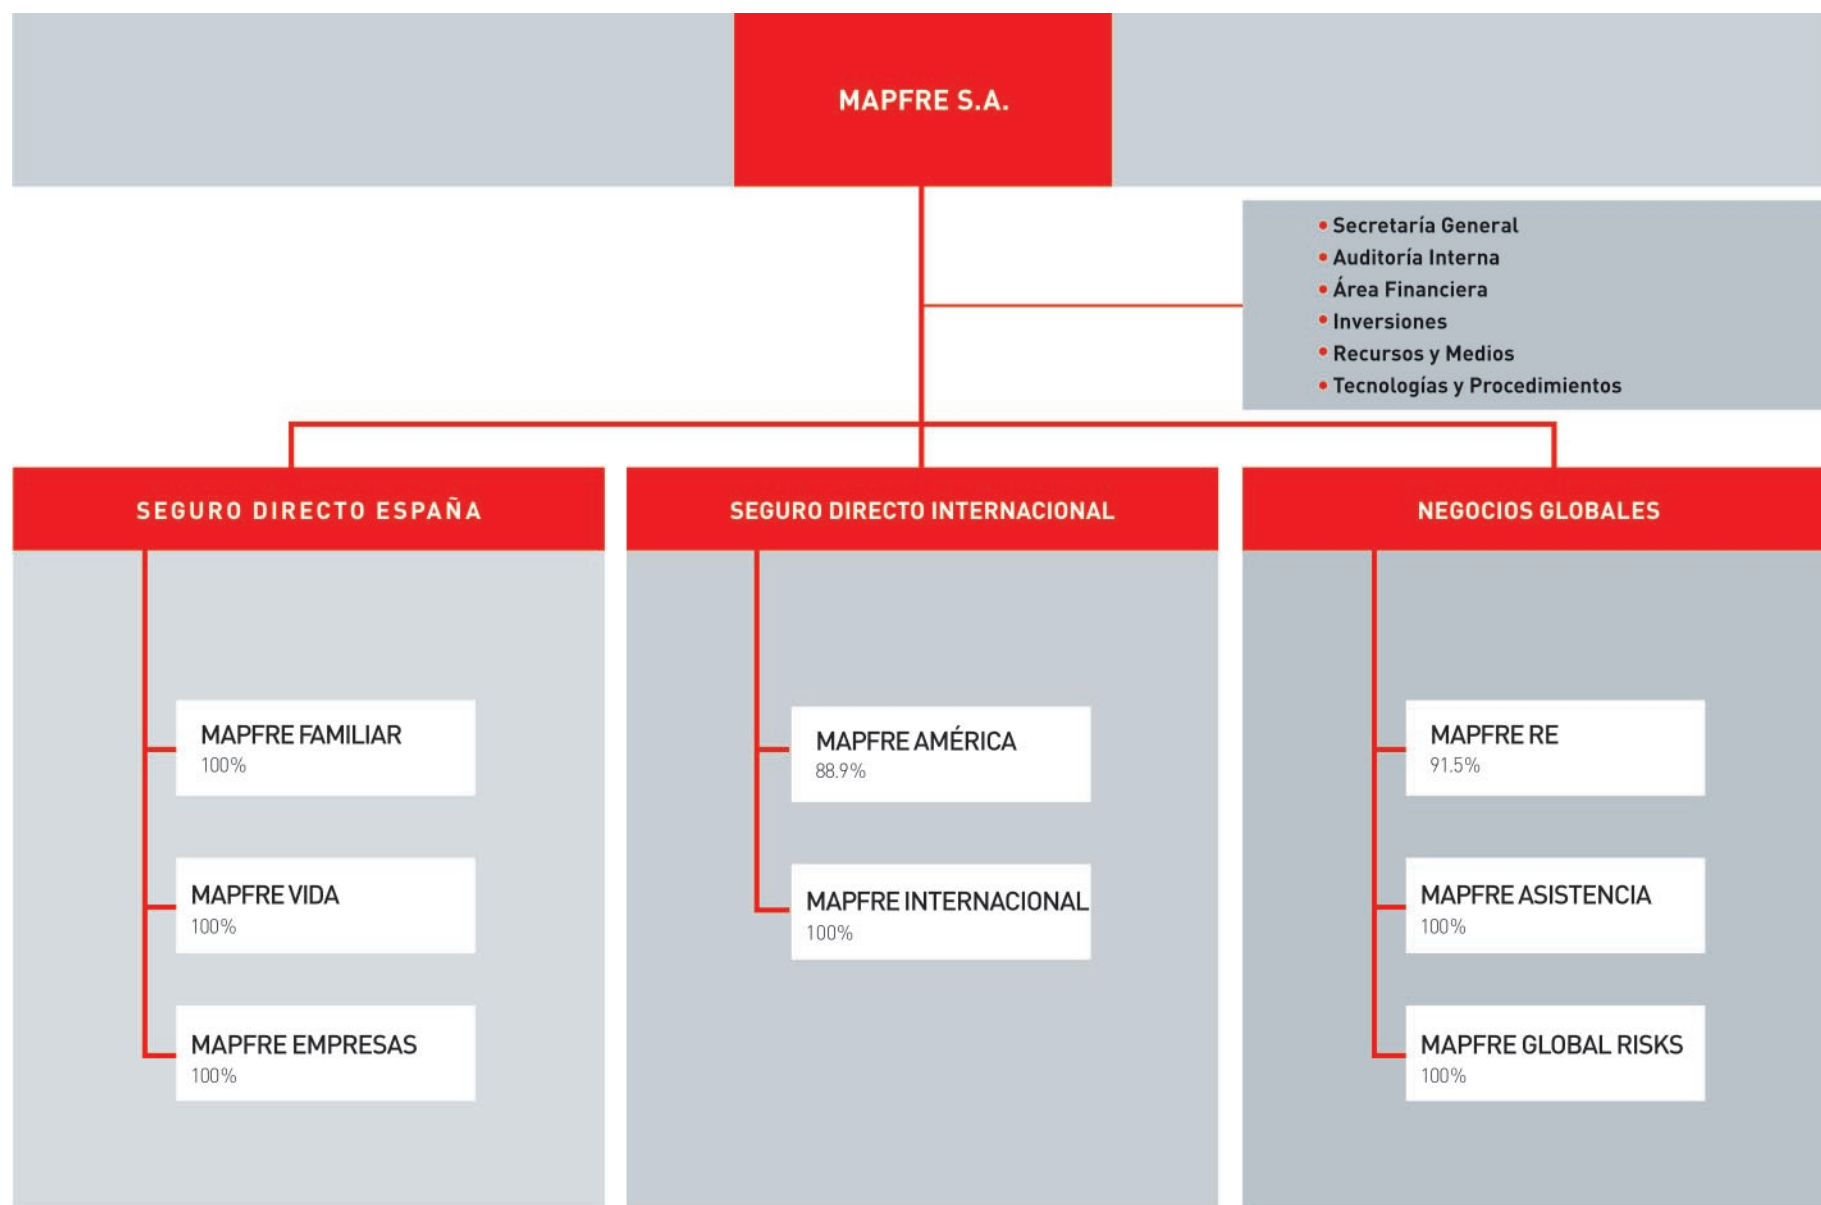 MAPFRE S.A.
• Secretaría General
• Auditoría Interna
• Área Financiera
• Inversiones
• Recursos y Medios
• Tecnologías y Procedimientos
SEGURO DIRECTO ESPAÑA
MAPFRE FAMILIAR
100%
MAPFRE VIDA
100%
MAPFRE EMPRESAS
100%
SEGURO DIRECTO INTERNACIONAL
MAPFRE AMÉRICA
88.9%
MAPFRE INTERNACIONAL
100%
NEGOCIOS GLOBALES
MAPFRE RE
91.5%
MAPFRE ASISTENCIA
100%
MAPFRE GLOBAL RISKS
100%